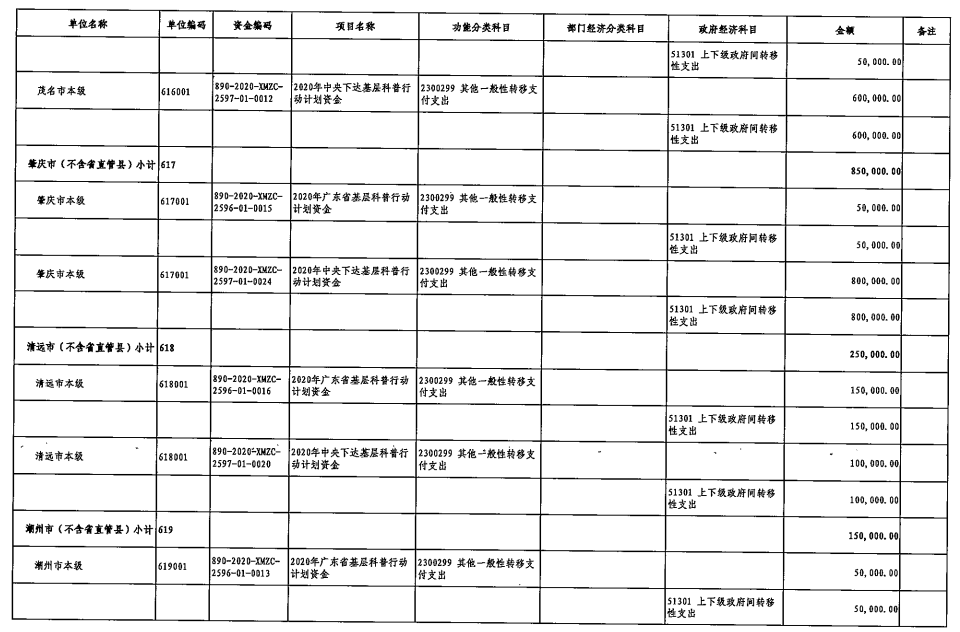 单位名称 单位编码 资金编码 项目名称 功能分类科目 部门经济分类科目 政府经济科目 金额 备注
51301 上下级政府间转移
性支出
50,000.00
茂名市本级 616001 890-2020-XMZC- 2020年中央下达基层科普行 2300299 其他一般性转移支
2597-01-0012 动计划资金 付支出
600,000.00
51301 上下级政府间转移
性支出
600,000.00
肇庆市（不含省直管县）小计 617 850,000.00
肇庆市本级 617001 890-2020-XMZC- 2020年广东省基层科普行动 2300299 其他一般性转移支
2596-01-0015 计划资金 付支出
50,000.00
51301 上下级政府间转移
性支出
50,000.00
肇庆市本级 617001 890-2020-XMZC- 2020年中央下达基层科普行 2300299 其他一般性转移支
2597-01-0024 动计划资金 付支出
800,000.00
51301 上下级政府间转移
性支出
800,000.00
清远市（不含省直管县）小计 618 250,000.00
清远市本级 618001 890-2020-XMZC- 2020年广东省基层科普行动 2300299 其他一般性转移支
2596-01-0016 计划资金 付支出
150,000.00
51301 上下级政府间转移
性支出
150,000.00
清远市本级 618001 890-2020-XMZC- 2020年中央下达基层科普行 2300299 其他一般性转移支
2597-01-0020 动计划资金 付支出
100,000.00
51301 上下级政府间转移
性支出
100,000.00
潮州市（不含省直管县）小计 619 150,000.00
潮州市本级 619001 890-2020-XMZC- 2020年广东省基层科普行动 2300299 其他一般性转移支
2596-01-0013 计划资金 付支出
50,000.00
51301 上下级政府间转移
性支出
50,000.00